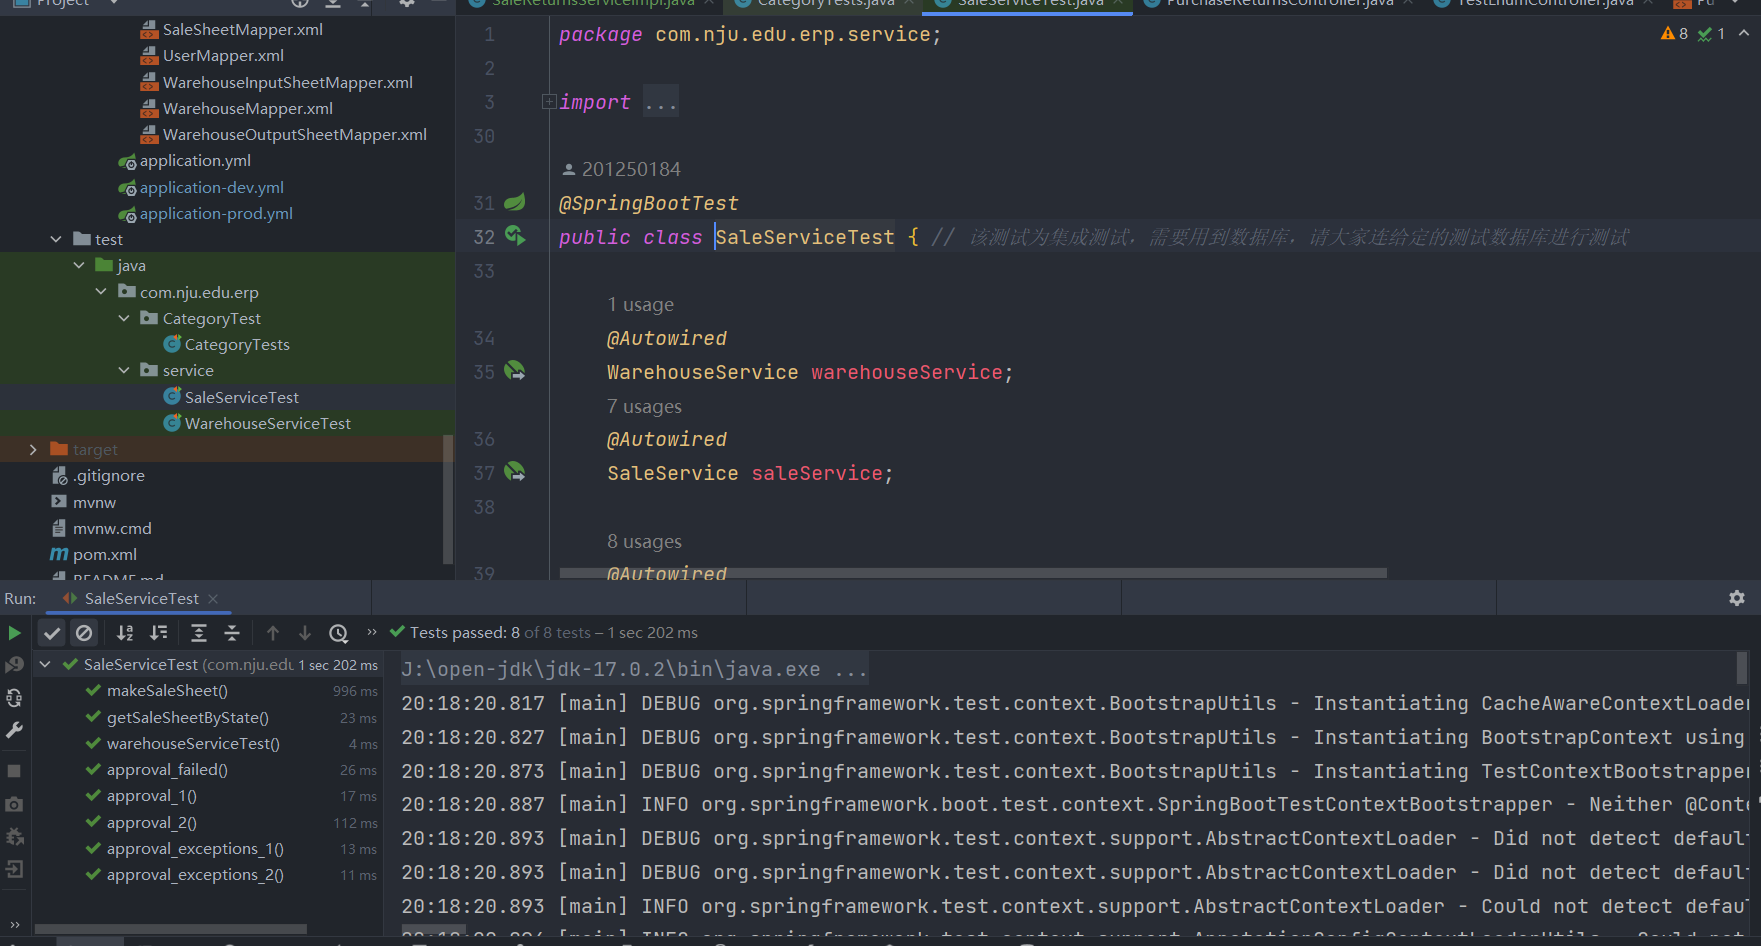 Project
SaleReturnsServiceImpl.java
CategoryTests.java
SaleServiceTest.java
PurchaseReturnsController.java
TestEnumController.java
SaleSheetMapper.xml
UserMapper.xml
WarehouseInputSheetMapper.xml
WarehouseMapper.xml
WarehouseOutputSheetMapper.xml
application.yml
application-dev.yml
application-prod.yml
test
java
com.nju.edu.erp
CategoryTest
CategoryTests
service
SaleServiceTest
WarehouseServiceTest
target
.gitignore
mvnw
mvnw.cmd
pom.xml
README.md
8 1
1 package com.nju.edu.erp.service;
2
3 import ...
30
201250184
31 @SpringBootTest
32 public class SaleServiceTest { // 该测试为集成测试，需要用到数据库，请大家连给定的测试数据库进行测试
33
1 usage
34 @Autowired
35 WarehouseService warehouseService;
7 usages
36 @Autowired
37 SaleService saleService;
38
8 usages
39 @Autowired
Run: SaleServiceTest
Tests passed: 8 of 8 tests – 1 sec 202 ms
SaleServiceTest (com.nju.edu 1 sec 202 ms
makeSaleSheet() 996 ms
getSaleSheetByState() 23 ms
warehouseServiceTest() 4 ms
approval_failed() 26 ms
approval_1() 17 ms
approval_2() 112 ms
approval_exceptions_1() 13 ms
approval_exceptions_2() 11 ms
J:\open-jdk\jdk-17.0.2\bin\java.exe ...
20:18:20.817 [main] DEBUG org.springframework.test.context.BootstrapUtils - Instantiating CacheAwareContextLoader
20:18:20.827 [main] DEBUG org.springframework.test.context.BootstrapUtils - Instantiating BootstrapContext using
20:18:20.873 [main] DEBUG org.springframework.test.context.BootstrapUtils - Instantiating TestContextBootstrapper
20:18:20.887 [main] INFO org.springframework.boot.test.context.SpringBootTestContextBootstrapper - Neither @Conte
20:18:20.893 [main] DEBUG org.springframework.test.context.support.AbstractContextLoader - Did not detect defaul
20:18:20.893 [main] DEBUG org.springframework.test.context.support.AbstractContextLoader - Did not detect defaul
20:18:20.893 [main] INFO org.springframework.test.context.support.AbstractContextLoader - Could not detect defaul